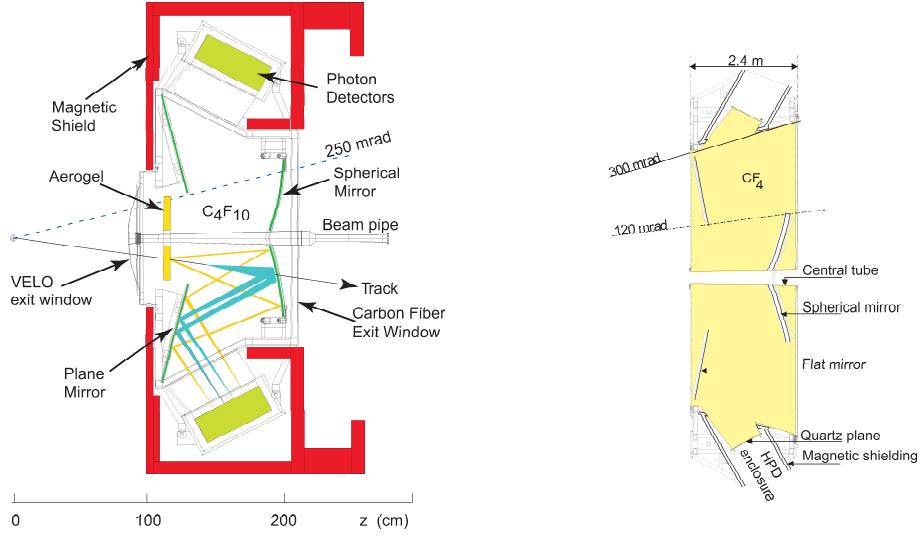 Magnetic
Shield
Photon
Detectors
250 mrad
Aerogel
C4F10
Spherical
Mirror
Beam pipe
VELO
exit window
Track
Carbon Fiber
Exit Window
Plane
Mirror
0
100
200
z (cm)
2.4 m
300 mrad
CF4
120 mrad
Central tube
Spherical mirror
Flat mirror
Quartz plane
Magnetic shielding
HPD
enclosure